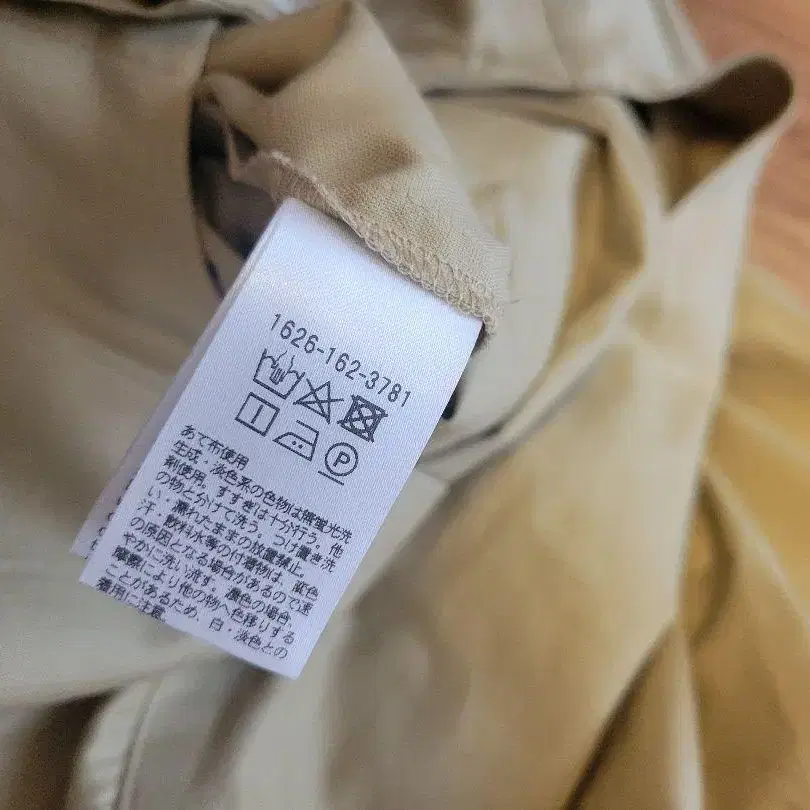 1626-162-3781
P
あて布使用
生成・淡色系の色物は無蛍光洗
剤使用。すすぎは十分行う。他
の物と分けて洗う。つけ置き洗
い・濡れたままの放置禁止。
汗・飲料水等の付着物は、変色
の原因となる場合があるので速
やかに洗い流す。濃色の場合、
摩擦により他の物へ色移りする
ことがあるため、白・淡色との
着用に注意。